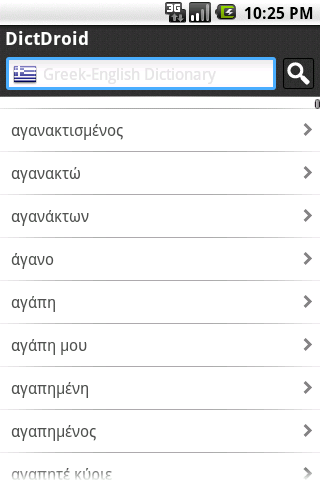 3G
10:25 PM
DictDroid
Greek-English Dictionary
αγανακτισμένος
αγανακτώ
αγανάκτων
άγανο
αγάπη
αγάπη μου
αγαπημένη
αγαπημένος
αγαπητέ κύριε